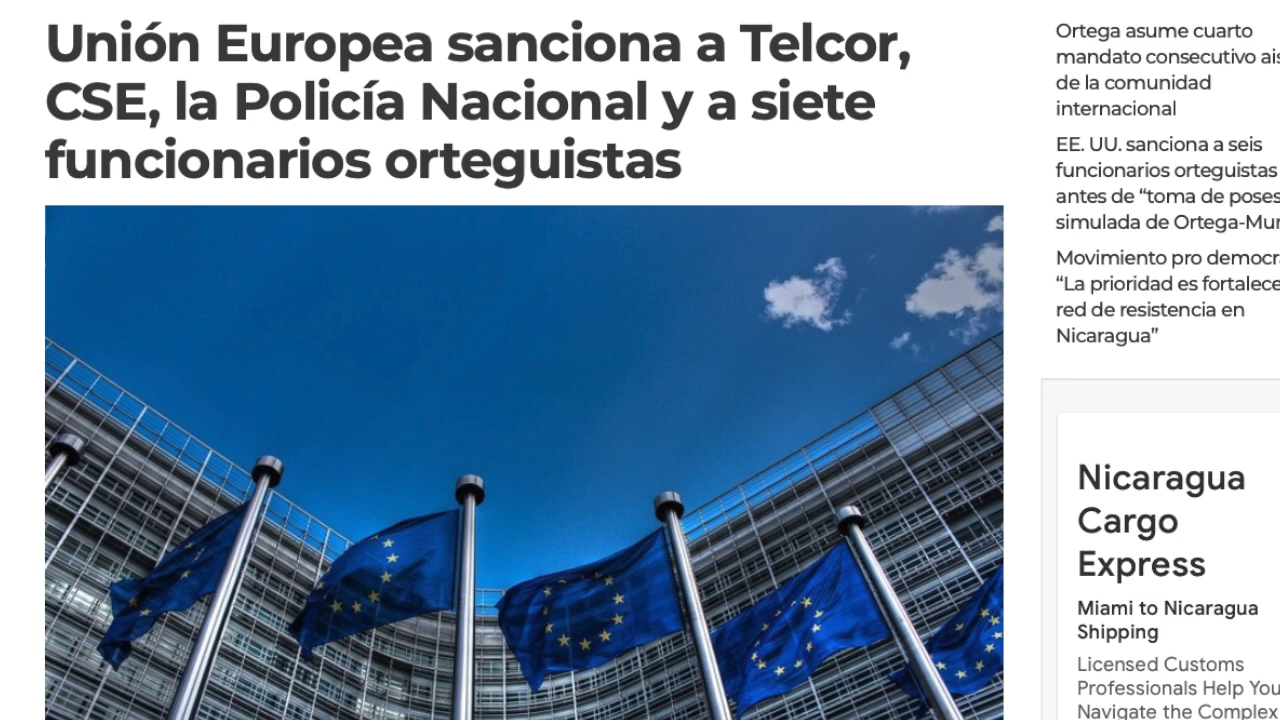 Unión Europea sanciona a Telcor,
CSE, la Policía Nacional y a siete
funcionarios orteguistas
Ortega asume cuarto
mandato consecutivo
de la comunidad
internacional
EE. UU. sanciona a seis
funcionarios orteguistas
antes de “toma de
simulada de
Movimiento pro
“La prioridad es
red de resistencia en
Nicaragua”
Nicaragua
Cargo
Express
Miami to Nicaragua
Shipping
Licensed Customs
Professionals Help You
Navigate the Complex